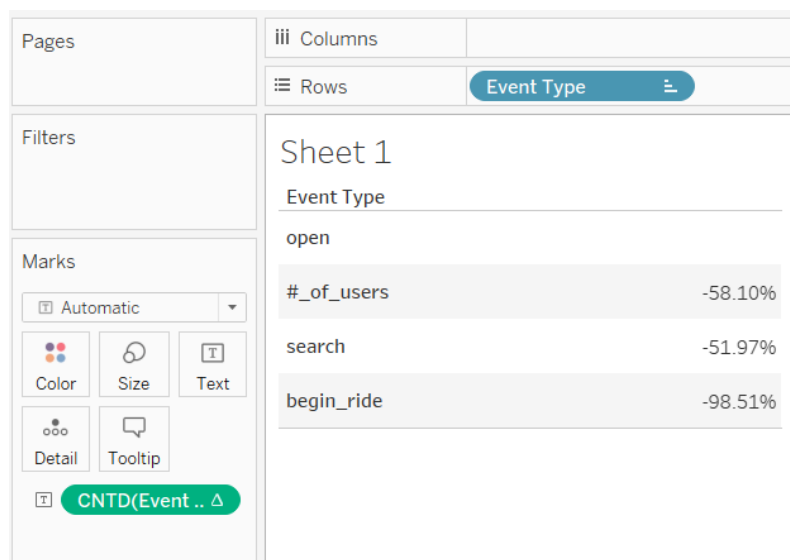 Pages
Columns
Rows
Event Type
Filters
Sheet 1
Event Type
open
#_of_users -58.10%
search -51.97%
begin_ride -98.51%
Marks
T Automatic
Color Size T Text
Detail Tooltip
T CNTD(Event .. Δ